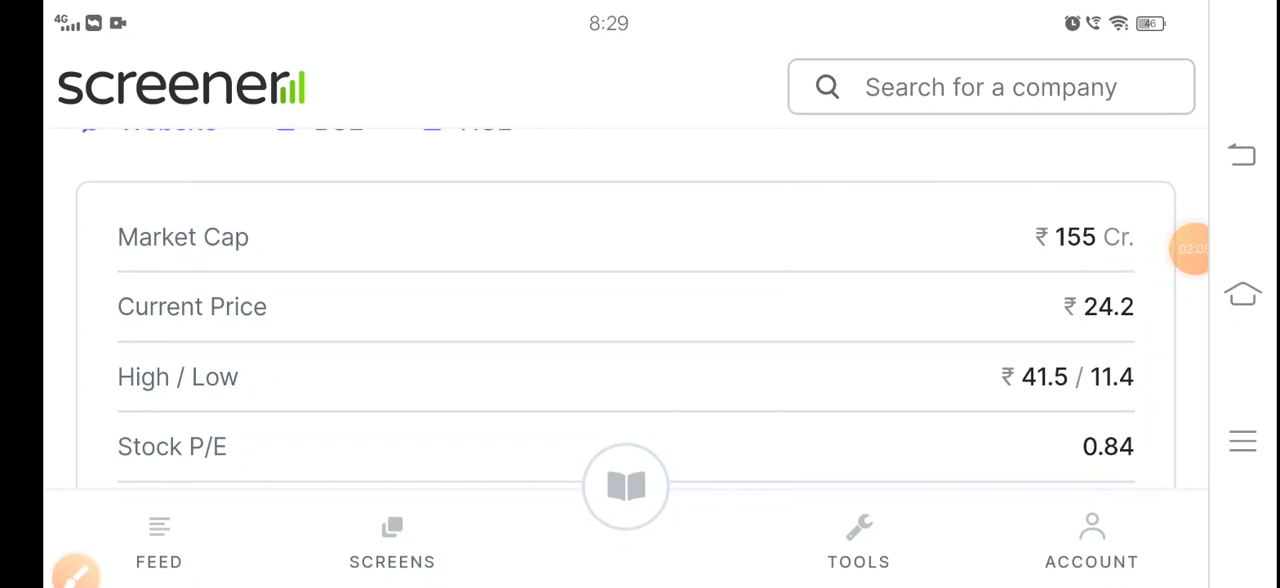 4G 8:29 46
screener Search for a company
Market Cap ₹ 155 Cr.
Current Price ₹ 24.2
High / Low ₹ 41.5 / 11.4
Stock P/E 0.84
FEED SCREENS TOOLS ACCOUNT